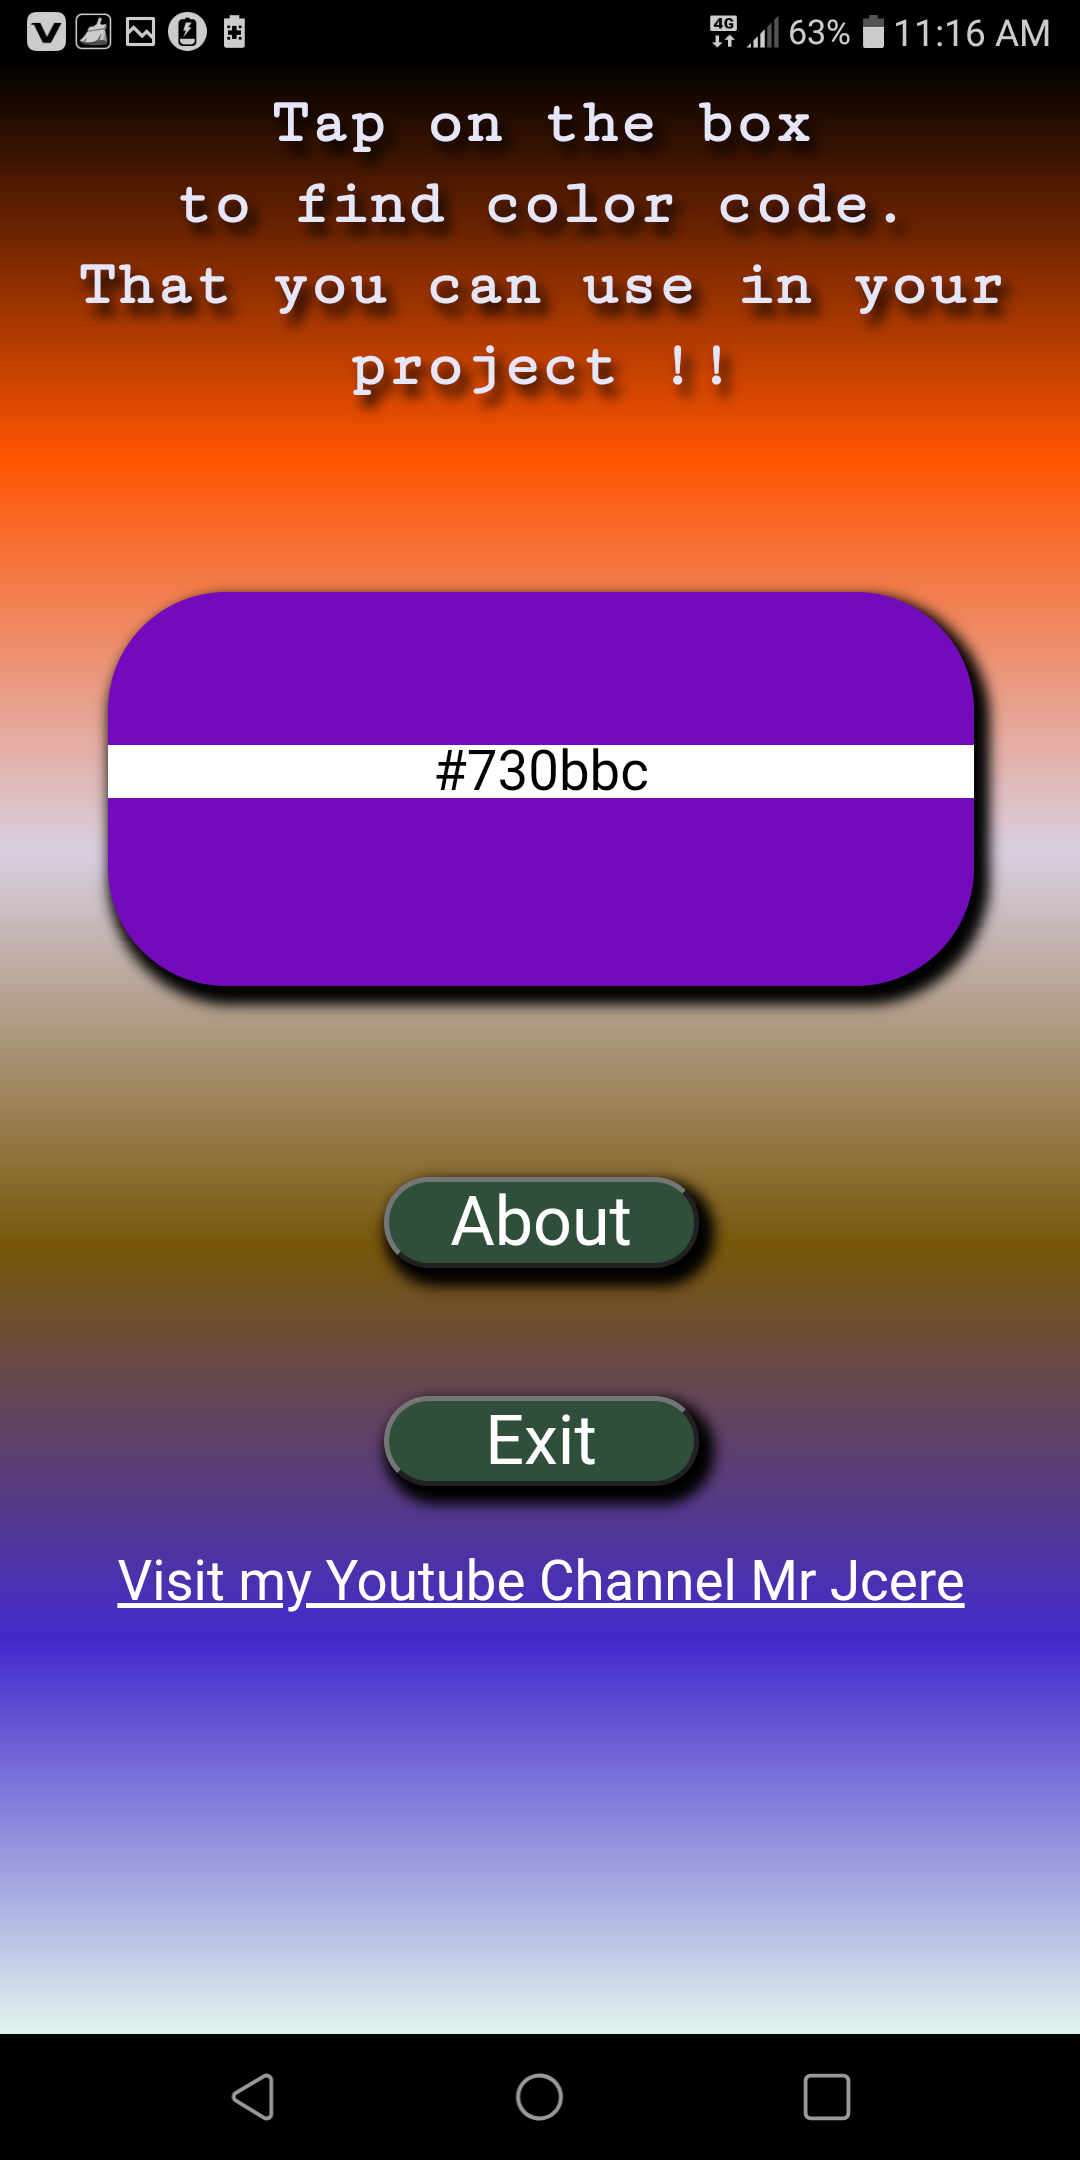 4G 63% 11:16 AM
Tap on the box
to find color code.
That you can use in your
project !!
#730bbc
About
Exit
Visit my Youtube Channel Mr Jcere